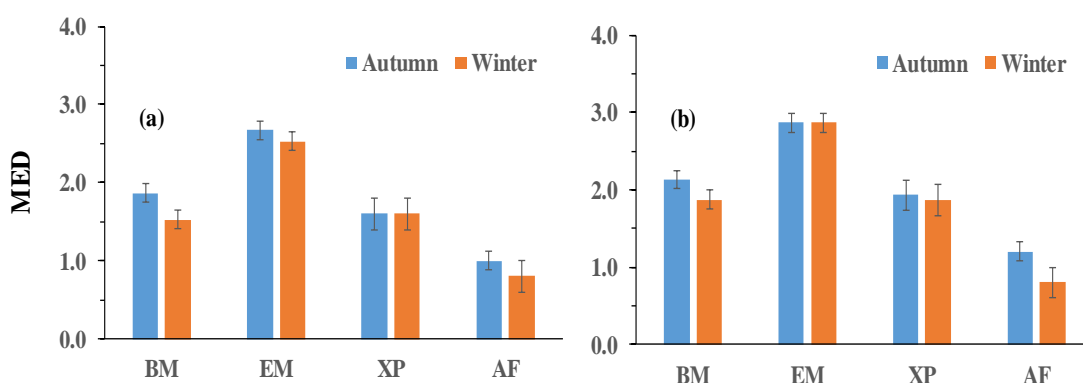 4.0
3.0
2.0
1.0
0.0
MED
(a)
Autumn Winter
BM EM XP AF
4.0
3.0
2.0
1.0
0.0
(b)
Autumn Winter
BM EM XP AF